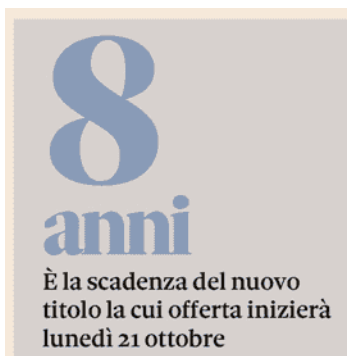 8
anni
È la scadenza del nuovo
titolo la cui offerta inizierà
lunedì 21 ottobre